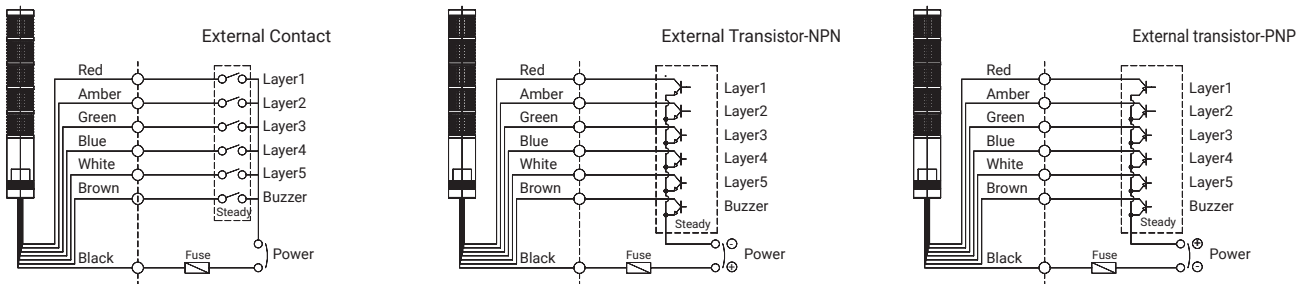 External Contact
Red
Layer1
Amber
Layer2
Green
Layer3
Blue
Layer4
White
Layer5
Brown
Buzzer
Steady
Black
Fuse
Power
External Transistor-NPN
Red
Layer1
Amber
Layer2
Green
Layer3
Blue
Layer4
White
Layer5
Brown
Buzzer
Steady
Black
Fuse
-
+
Power
External transistor-PNP
Red
Layer1
Amber
Layer2
Green
Layer3
Blue
Layer4
White
Layer5
Brown
Buzzer
Steady
Black
Fuse
+
-
Power